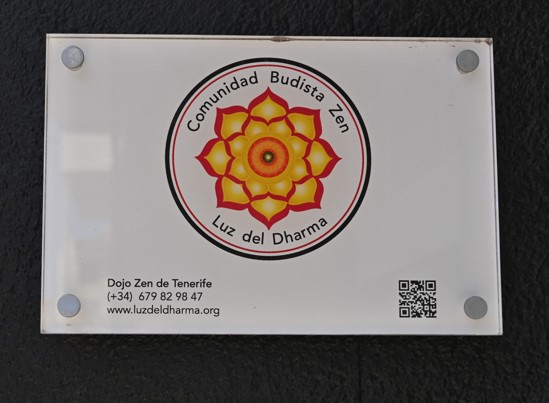 Comunidad Budista Zen
Luz del Dharma
Dojo Zen de Tenerife
(+34) 679 82 98 47
www.luzdeldharma.org